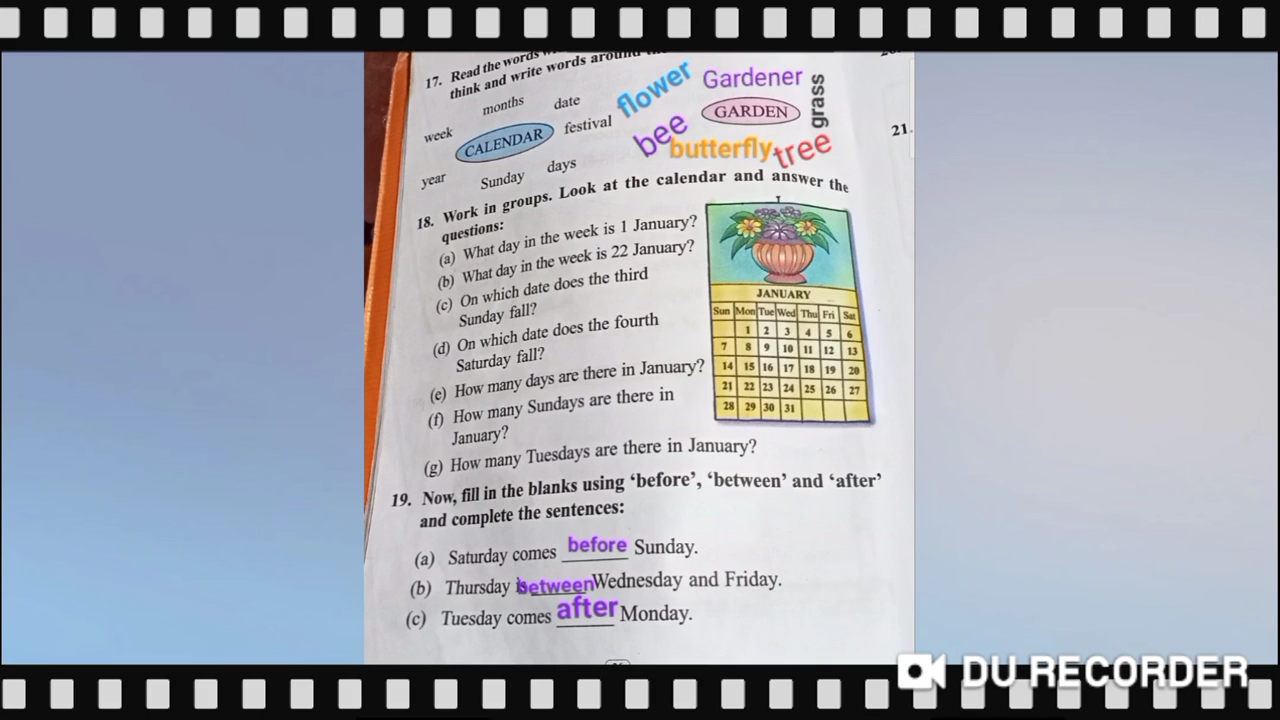 17. Read the words
think and write words around
months date
week CALENDAR festival
year Sunday days
flower Gardener grass
GARDEN
bee butterfly tree
21.
18. Work in groups. Look at the calendar and answer the
questions:
(a) What day in the week is 1 January?
(b) What day in the week is 22 January?
(c) On which date does the third
Sunday fall?
(d) On which date does the fourth
Saturday fall?
(e) How many days are there in January?
(f) How many Sundays are there in
January?
(g) How many Tuesdays are there in January?
JANUARY
Sun Mon Tue Wed Thu Fri Sat
1 2 3 4 5 6
7 8 9 10 11 12 13
14 15 16 17 18 19 20
21 22 23 24 25 26 27
28 29 30 31
19. Now, fill in the blanks using ‘before’, ‘between’ and ‘after’
and complete the sentences:
(a) Saturday comes before Sunday.
(b) Thursday is between Wednesday and Friday.
(c) Tuesday comes after Monday.
DU RECORDER